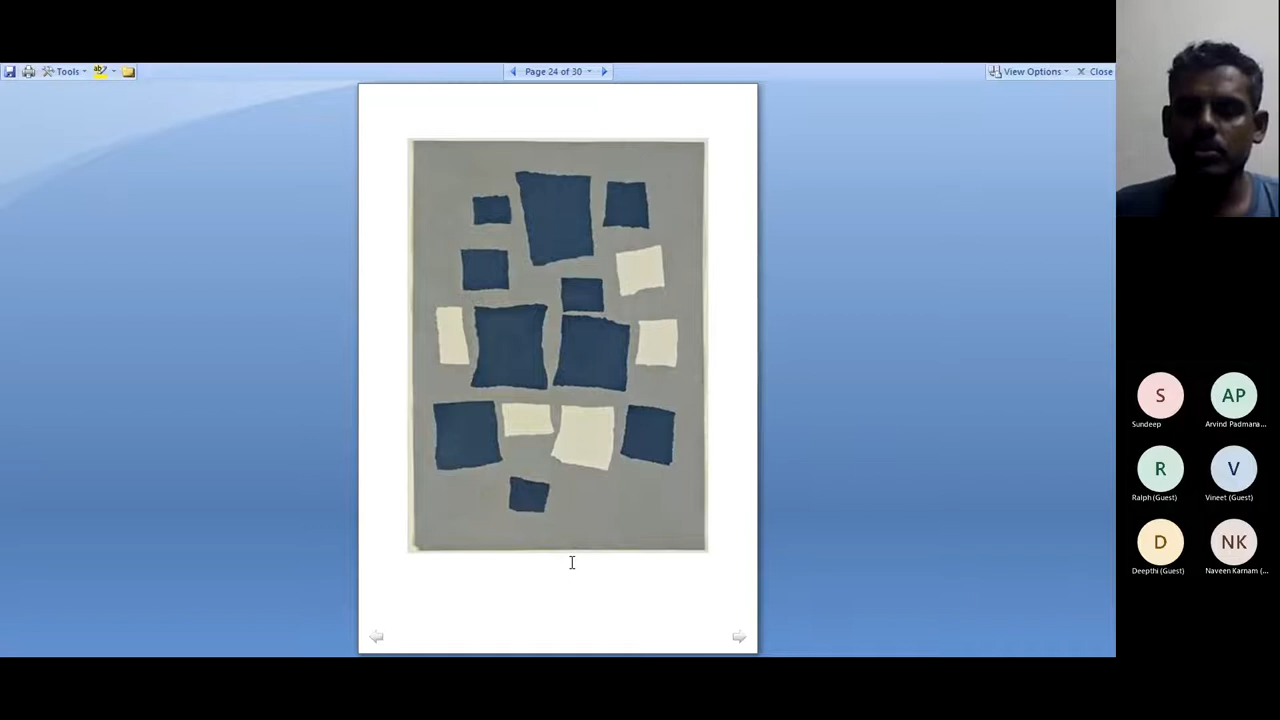 Tools
Page 24 of 30
View Options
Close
S
AP
Sundeep
Arvind Padmana...
R
V
Ralph (Guest)
Vineet (Guest)
D
NK
Deepthi (Guest)
Naveen Karnam (...